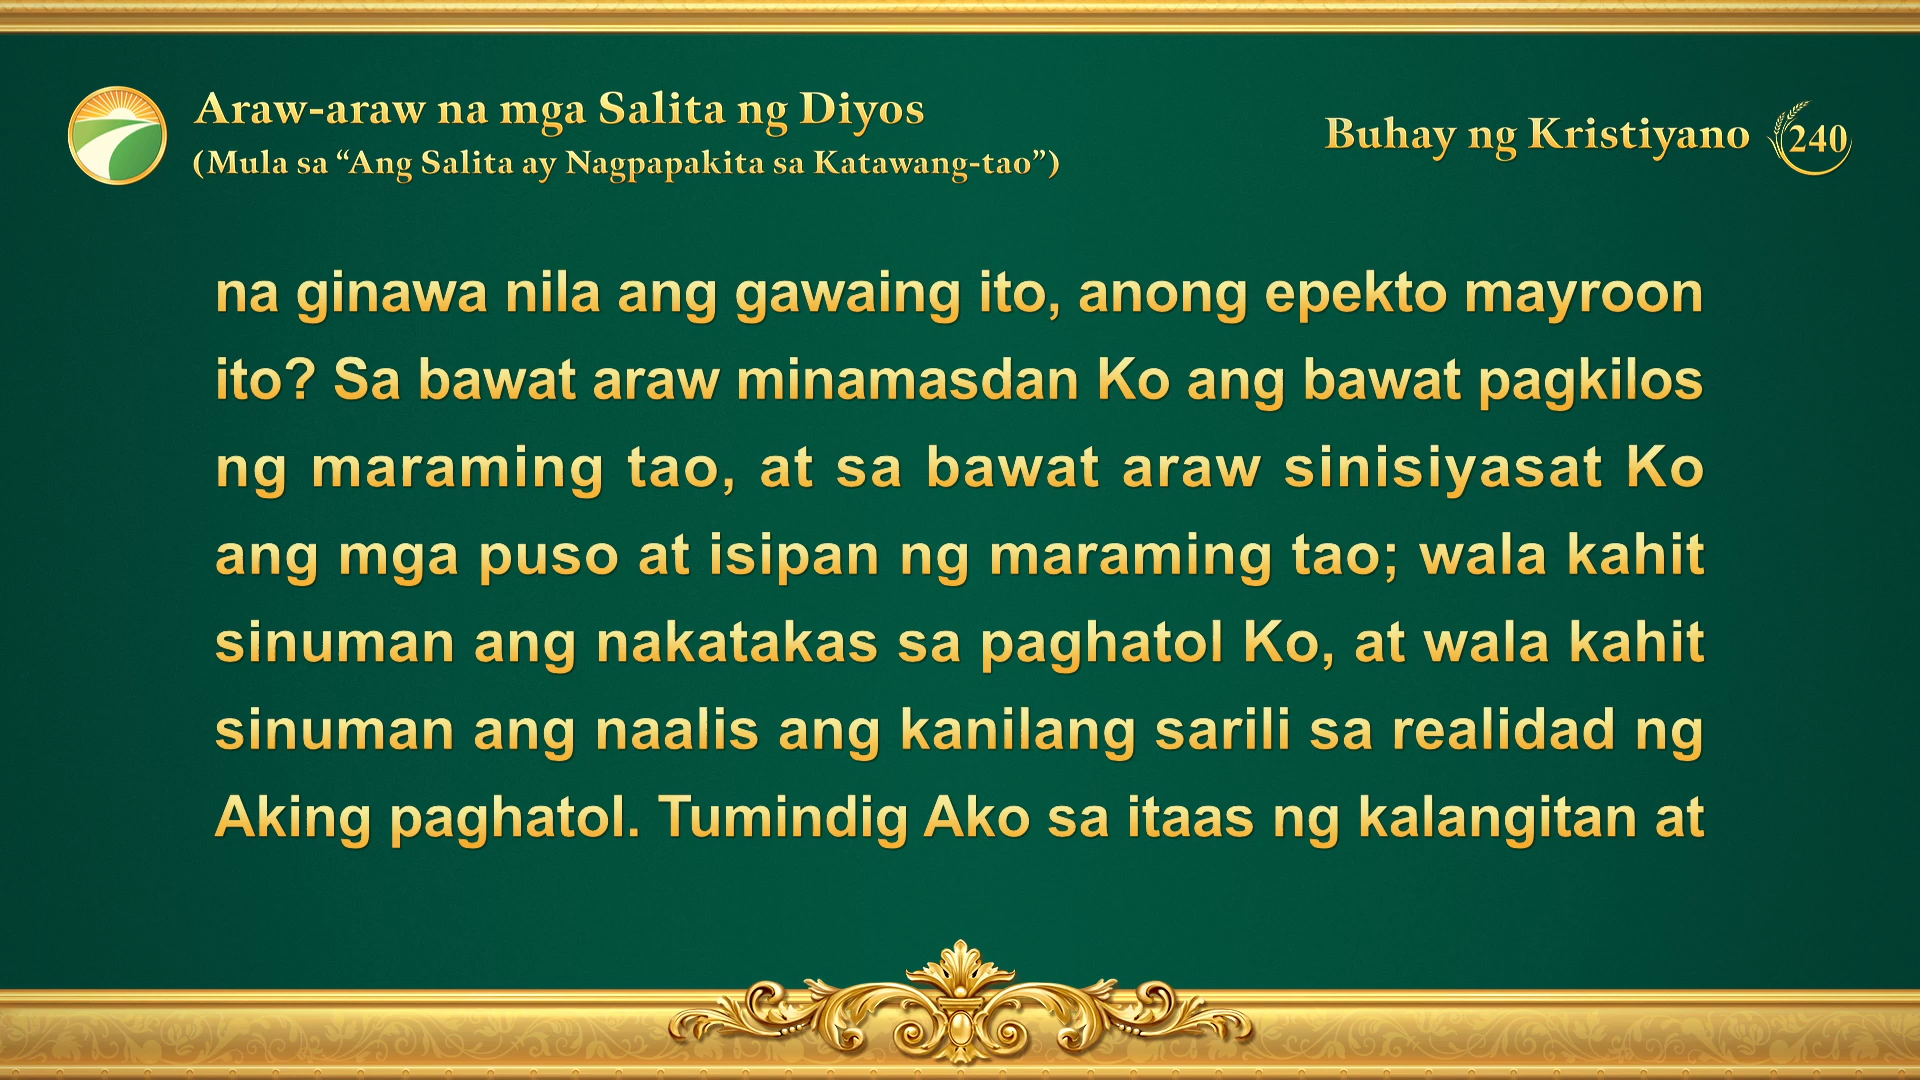 Araw-araw na mga Salita ng Diyos
(Mula sa “Ang Salita ay Nagpapakita sa Katawang-tao”)
Buhay ng Kristiyano 240
na ginawa nila ang gawaing ito, anong epekto mayroon
ito? Sa bawat araw minamasdan Ko ang bawat pagkilos
ng maraming tao, at sa bawat araw sinisiyasat Ko
ang mga puso at isipan ng maraming tao; wala kahit
sinuman ang nakatakas sa paghatol Ko, at wala kahit
sinuman ang naalis ang kanilang sarili sa realidad ng
Aking paghatol. Tumindig Ako sa itaas ng kalangitan at